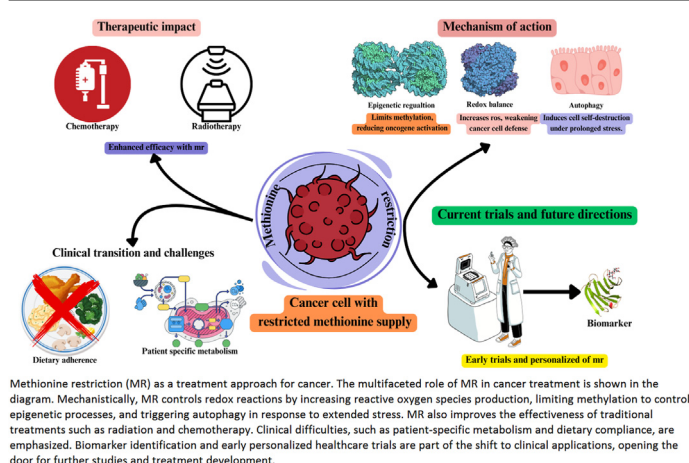 Therapeutic impact
Chemotherapy
Radiotherapy
Enhanced efficacy with mr
Mechanism of action
Epigenetic regualtion
Limits methylation,
reducing oncogene activation
Redox balance
Increases ros, weakening
cancer cell defense
Autophagy
Induces cell self-destruction
under prolonged stress.
Methionine
restriction
Cancer cell with
restricted methionine supply
Clinical transition and challenges
Dietary adherence
Patient specific metabolism
Current trials and future directions
Biomarker
Early trials and personalized of mr
Methionine restriction (MR) as a treatment approach for cancer. The multifaceted role of MR in cancer treatment is shown in the
diagram. Mechanistically, MR controls redox reactions by increasing reactive oxygen species production, limiting methylation to control
epigenetic processes, and triggering autophagy in response to extended stress. MR also improves the effectiveness of traditional
treatments such as radiation and chemotherapy. Clinical difficulties, such as patient-specific metabolism and dietary compliance, are
emphasized. Biomarker identification and early personalized healthcare trials are part of the shift to clinical applications, opening the
door for further studies and treatment development.